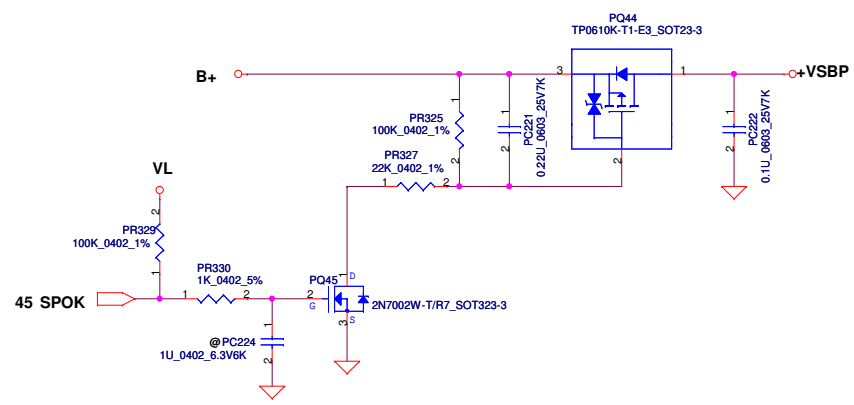 PQ44
TP0610K-T1-E3_SOT23-3
B+
3
1
+VSBP
1
PR325
100K_0402_1%
2
1
2
PC221
0.22U_0603_25V7K
1
2
PC222
0.1U_0603_25V7K
2
PR327
22K_0402_1%
1
2
VL
2
PR329
100K_0402_1%
1
PR330
1K_0402_5%
45 SPOK
1
2
PQ45
1
D
2
G
3
S
2N7002W-T/R7_SOT323-3
1
@PC224
1U_0402_6.3V6K
2